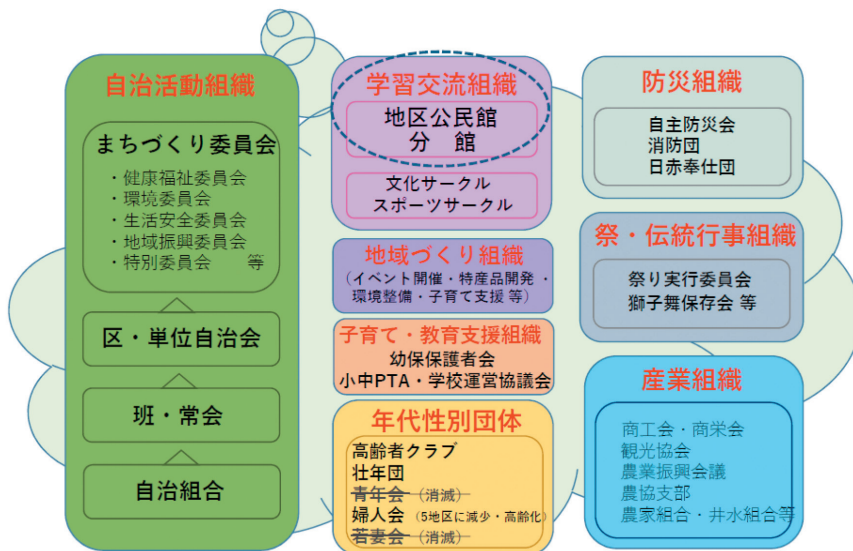 自治活動組織
まちづくり委員会
・健康福祉委員会
・環境委員会
・生活安全委員会
・地域振興委員会
・特別委員会 等
区・単位自治会
班・常会
自治組合
学習交流組織
地区公民館
分 館
文化サークル
スポーツサークル
地域づくり組織
（イベント開催・特産品開発・
環境整備・子育て支援 等）
子育て・教育支援組織
幼保保護者会
小中PTA・学校運営協議会
年代性別団体
高齢者クラブ
壮年団
青年会（消滅）
婦人会（5地区に減少・高齢化）
若妻会（消滅）
防災組織
自主防災会
消防団
日赤奉仕団
祭・伝統行事組織
祭り実行委員会
獅子舞保存会 等
産業組織
商工会・商栄会
観光協会
農業振興会議
農協支部
農家組合・井水組合等